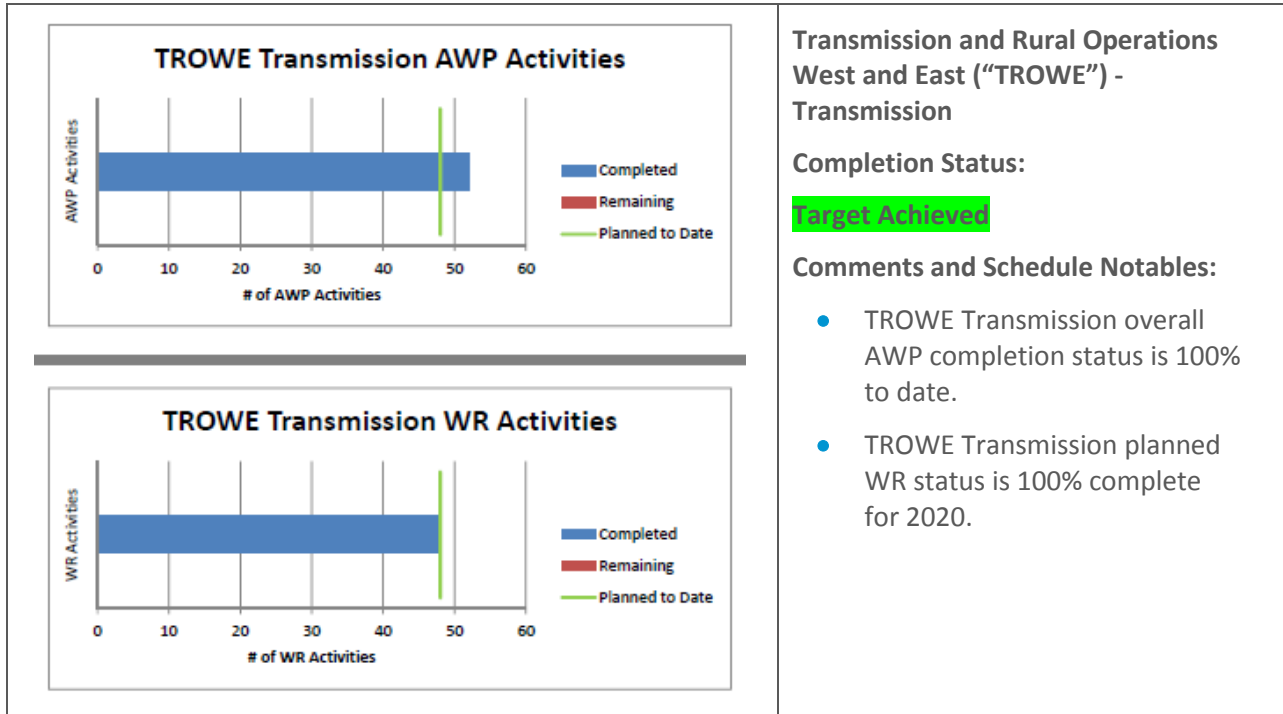 TROWE Transmission AWP Activities
AWP Activities
Completed
Remaining
Planned to Date
0 10 20 30 40 50 60
# of AWP Activities
TROWE Transmission WR Activities
WR Activities
Completed
Remaining
Planned to Date
0 10 20 30 40 50 60
# of WR Activities
Transmission and Rural Operations
West and East (“TROWE”) -
Transmission
Completion Status:
Target Achieved
Comments and Schedule Notables:
● TROWE Transmission overall
AWP completion status is 100%
to date.
● TROWE Transmission planned
WR status is 100% complete
for 2020.